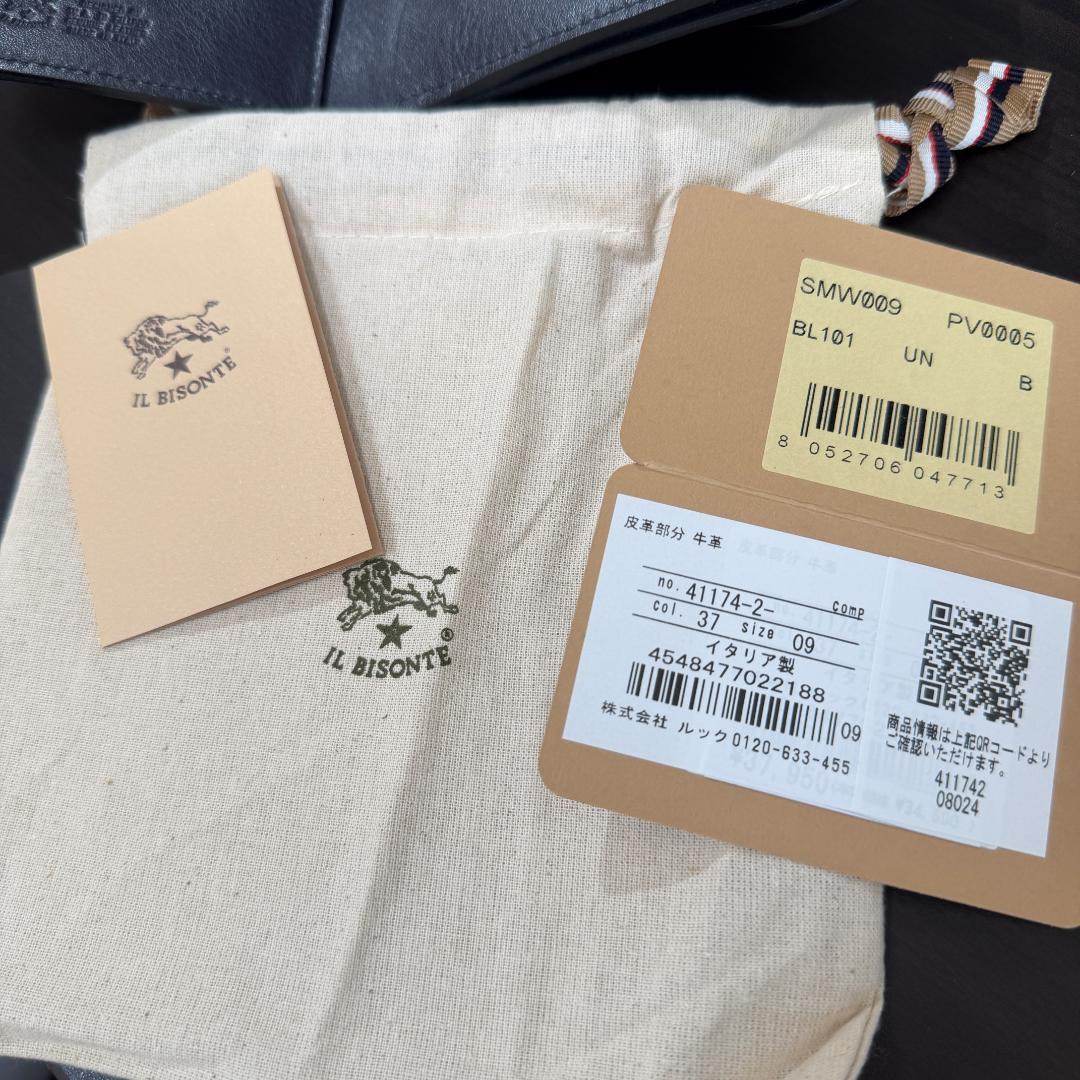 IL BISONTE
IL BISONTE®
SMW009 PV0005
BL101 UN B
8 052706 047713
皮革部分 牛革
no. 41174-2- comp
col. 37 size 09
イタリア製
4548477022188
09
株式会社 ルック 0120-633-455
商品情報は上記QRコードより
ご確認いただけます。
411742
08024